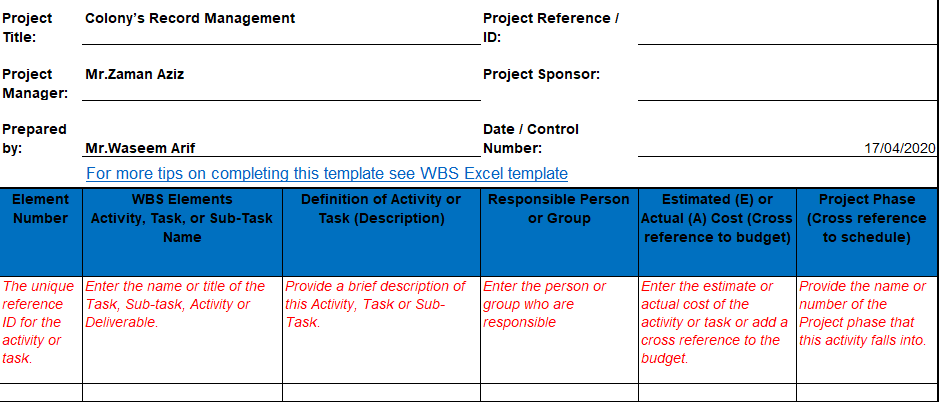 Project Title: Colony’s Record Management Project Reference / ID:
Project Manager: Mr.Zaman Aziz Project Sponsor:
Prepared by: Mr.Waseem Arif Date / Control Number: 17/04/2020
For more tips on completing this template see WBS Excel template
Element Number
WBS Elements
Activity, Task, or Sub-Task Name
Definition of Activity or Task (Description)
Responsible Person or Group
Estimated (E) or Actual (A) Cost (Cross reference to budget)
Project Phase (Cross reference to schedule)
The unique reference ID for the activity or task.
Enter the name or title of the Task, Sub-task, Activity or Deliverable.
Provide a brief description of this Activity, Task or Sub-Task.
Enter the person or group who are responsible
Enter the estimate or actual cost of the activity or task or add a cross reference to the budget.
Provide the name or number of the Project phase that this activity falls into.